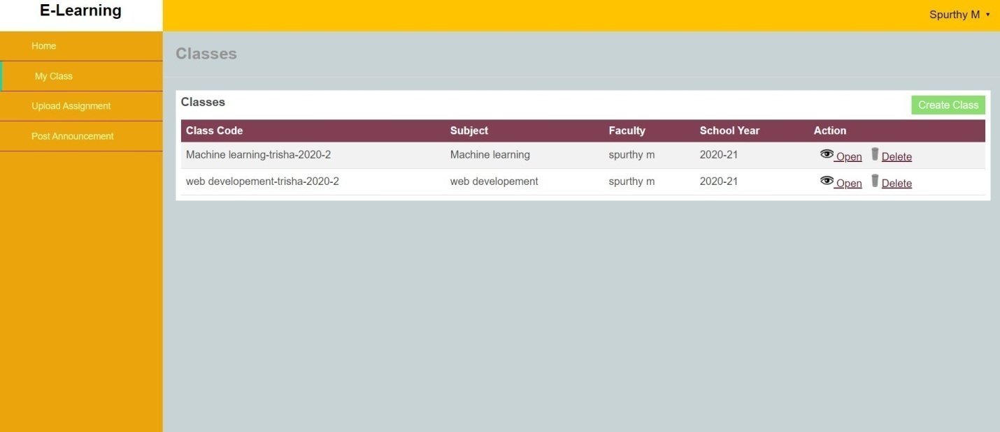 E-Learning
Spurthy M
Home
My Class
Upload Assignment
Post Announcement
Classes
Classes
Create Class
Class Code Subject Faculty School Year Action
Machine learning-trisha-2020-2 Machine learning spurthy m 2020-21 Open Delete
web developement-trisha-2020-2 web developement spurthy m 2020-21 Open Delete